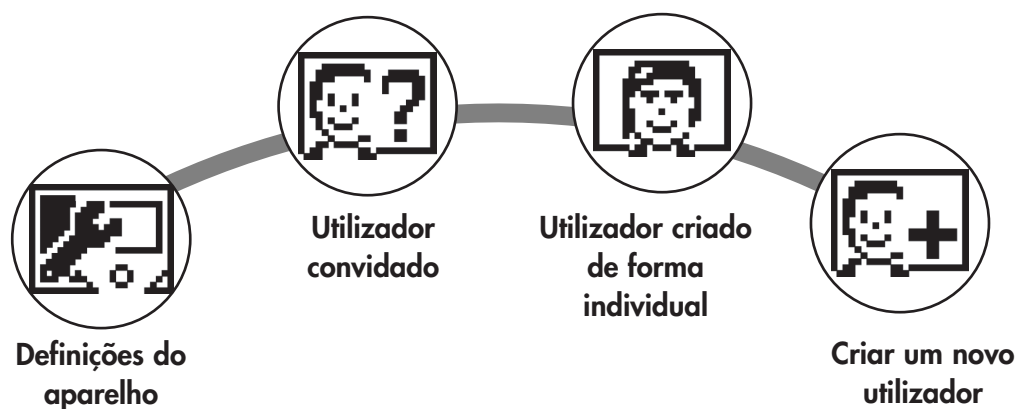 Utilizador
convidado
Utilizador criado
de forma
individual
Definições do
aparelho
Criar um novo
utilizador